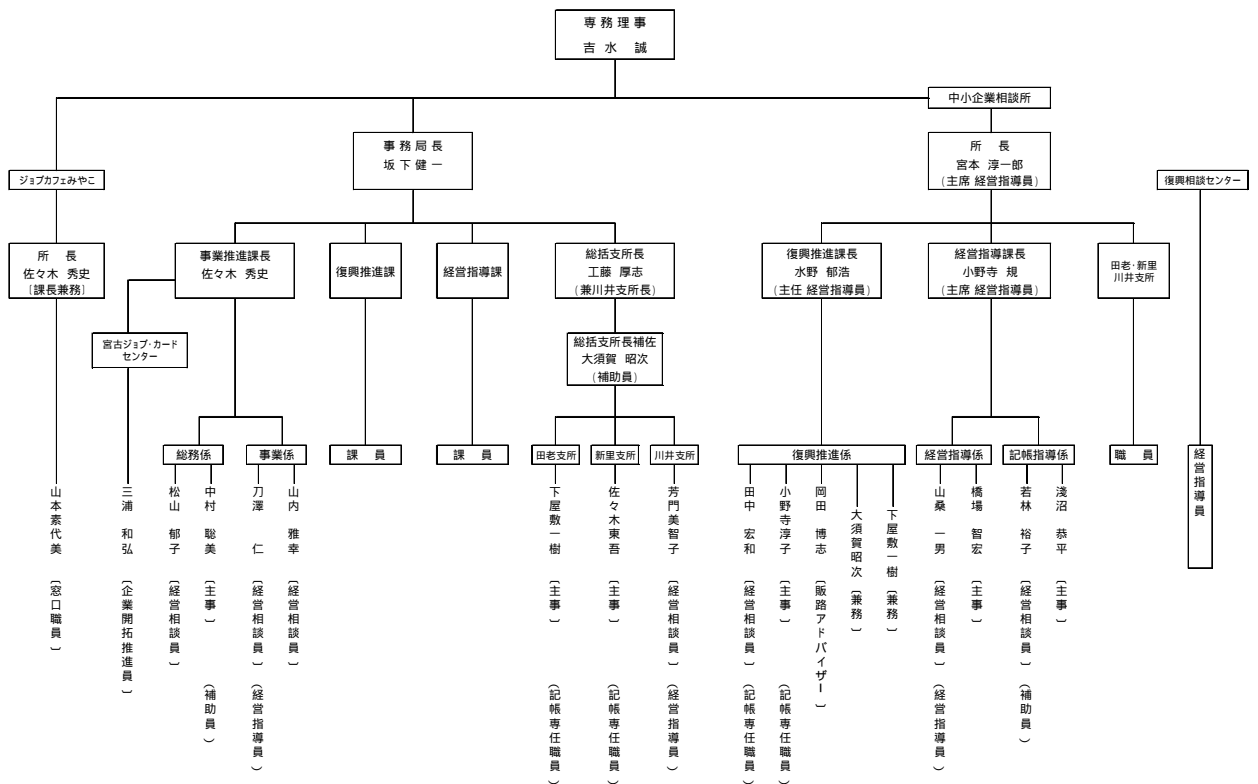 専務理事
吉水 誠
中小企業相談所
事務局長
坂下健一
所 長
宮本 淳一郎
(主席 経営指導員)
ジョブカフェみやこ
復興相談センター
所 長
佐々木 秀史
[課長兼務]
事業推進課長
佐々木 秀史
復興推進課
経営指導課
総括支所長
工藤 厚志
(兼川井支所長)
復興推進課長
水野 郁浩
(主任 経営指導員)
経営指導課長
小野寺 規
(主席 経営指導員)
田老・新里
川井支所
宮古ジョブ・カード
センター
総括支所長補佐
大須賀 昭次
(補助員)
総務係
事業係
課 員
課 員
田老支所
新里支所
川井支所
復興推進係
経営指導係
記帳指導係
職 員
経営指導員
山本素代美 [窓口職員]
三浦 和弘 [企業開拓推進員]
松山 郁子 [経営相談員]
中村 聡美 [主事] (補助員)
刀澤 仁 [経営相談員] (経営指導員)
山内 雅幸 [経営相談員]
下屋敷一樹 [主事] (記帳専任職員)
佐々木東吾 [主事] (記帳専任職員)
芳門美智子 [経営相談員] (経営指導員)
田中 宏和 [経営相談員] (記帳専任職員)
小野寺淳子 [主事] (記帳専任職員)
岡田 博志 [販路アドバイザー]
大須賀昭次 [兼務]
下屋敷一樹 [兼務]
山桑 一男 [経営相談員] (経営指導員)
橋場 智宏 [主事]
若林 裕子 [経営相談員] (補助員)
淺沼 恭平 [主事]